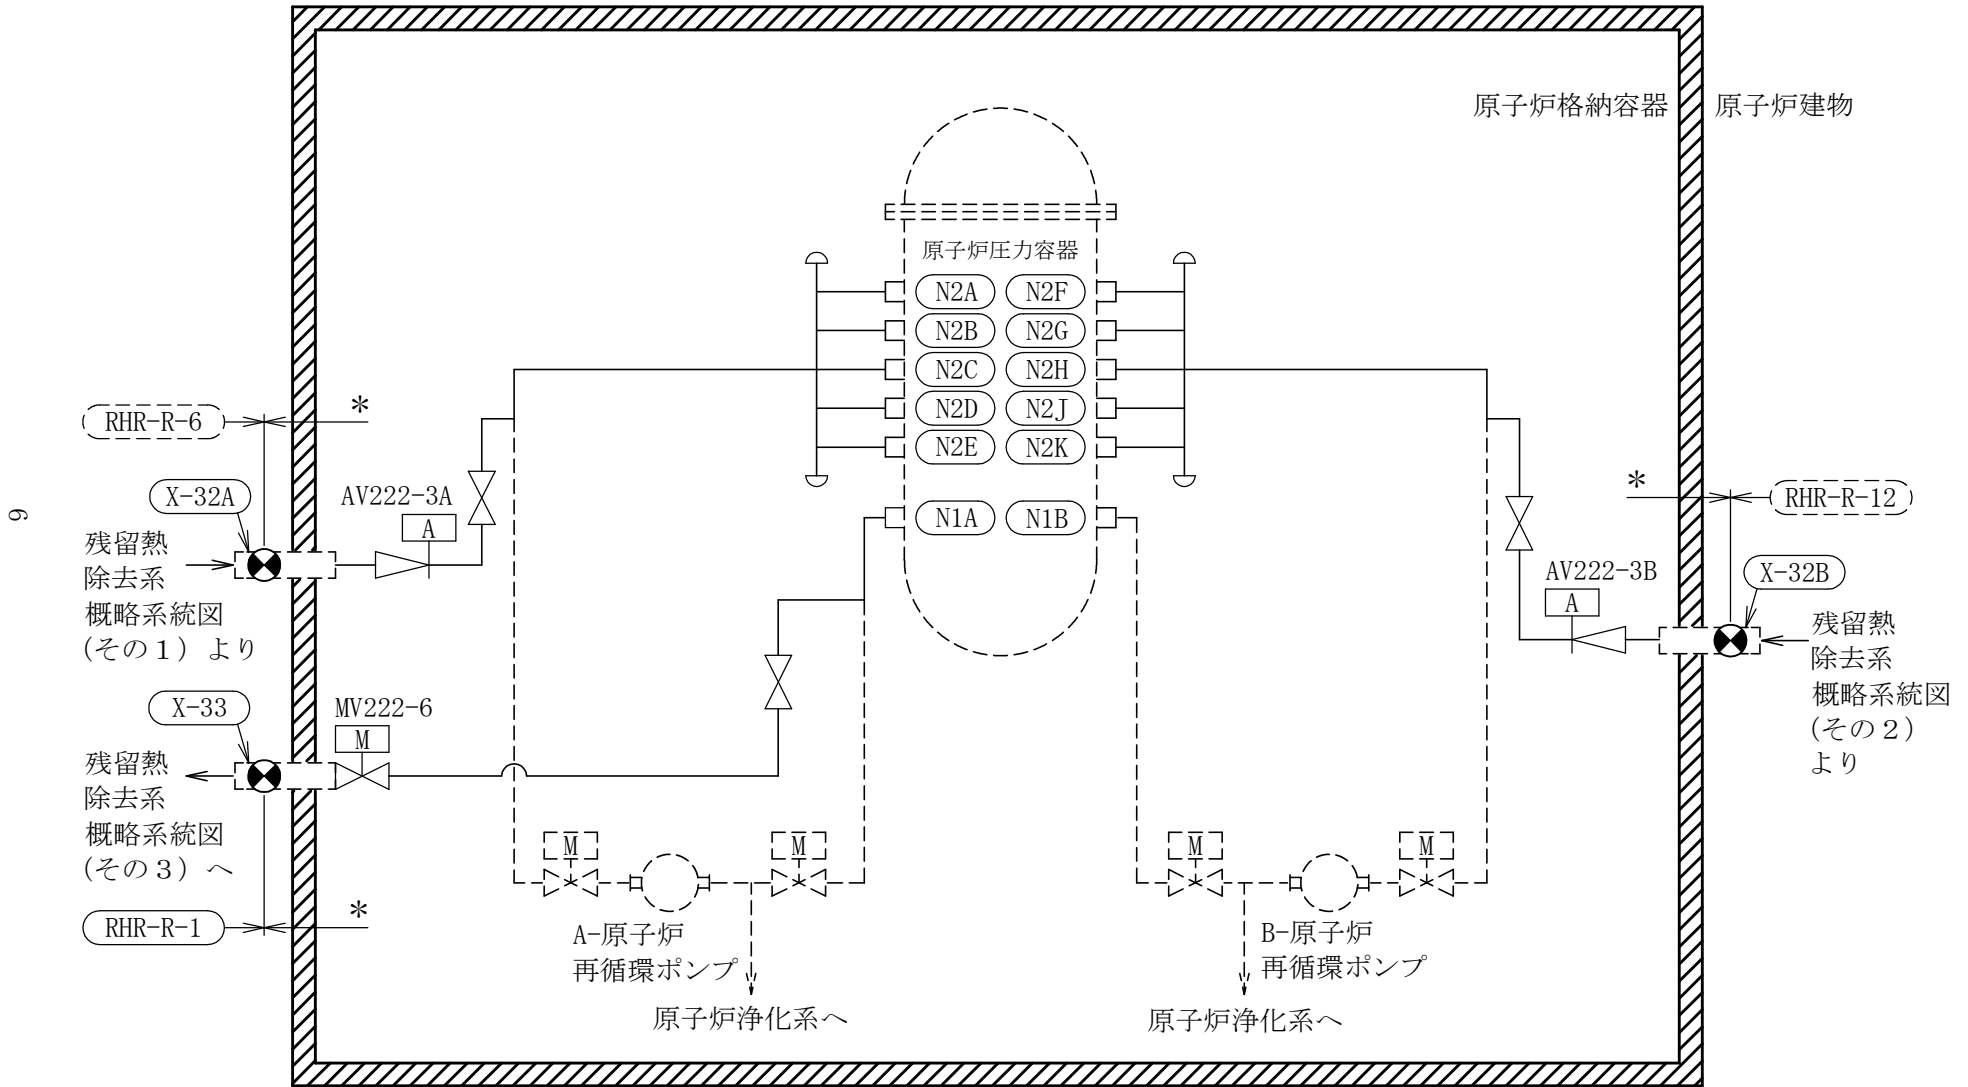 原子炉格納容器
原子炉建物
原子炉圧力容器
N2A
N2F
N2B
N2G
N2C
N2H
N2D
N2J
N2E
N2K
N1A
N1B
RHR-R-6
*
X-32A
AV222-3A
A
残留熱
除去系
概略系統図
(その1) より
X-33
MV222-6
M
残留熱
除去系
概略系統図
(その3) へ
RHR-R-1
*
*
RHR-R-12
AV222-3B
A
X-32B
残留熱
除去系
概略系統図
(その2)
より
M
M
A-原子炉
再循環ポンプ
原子炉浄化系へ
M
M
B-原子炉
再循環ポンプ
原子炉浄化系へ
9